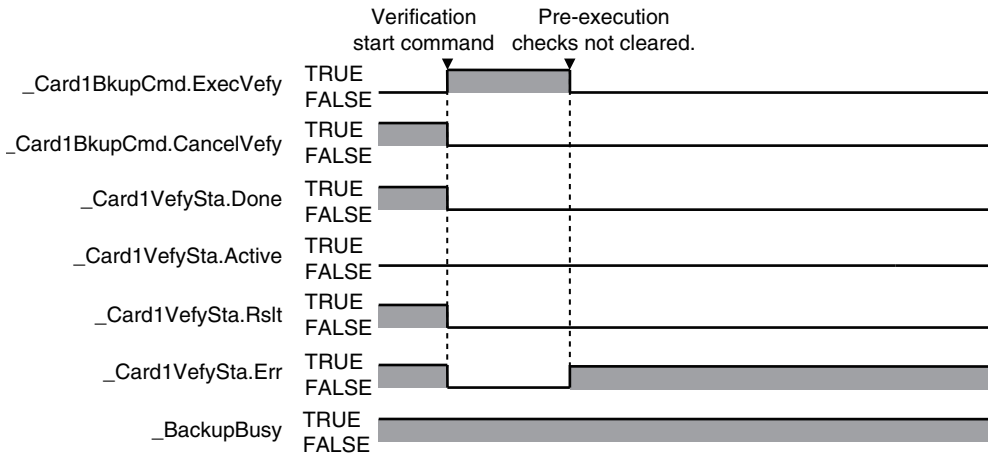 Verification
start command
Pre-execution
checks not cleared.
_Card1BkupCmd.ExecVefy
TRUE
FALSE
_Card1BkupCmd.CancelVefy
TRUE
FALSE
_Card1VefySta.Done
TRUE
FALSE
_Card1VefySta.Active
TRUE
FALSE
_Card1VefySta.Rslt
TRUE
FALSE
_Card1VefySta.Err
TRUE
FALSE
_BackupBusy
TRUE
FALSE